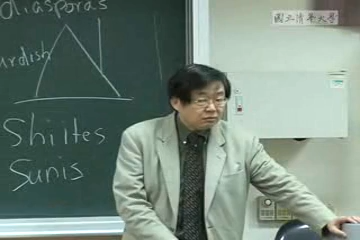 diasporas
urdish
Shiites
Sunis
國立清華大學